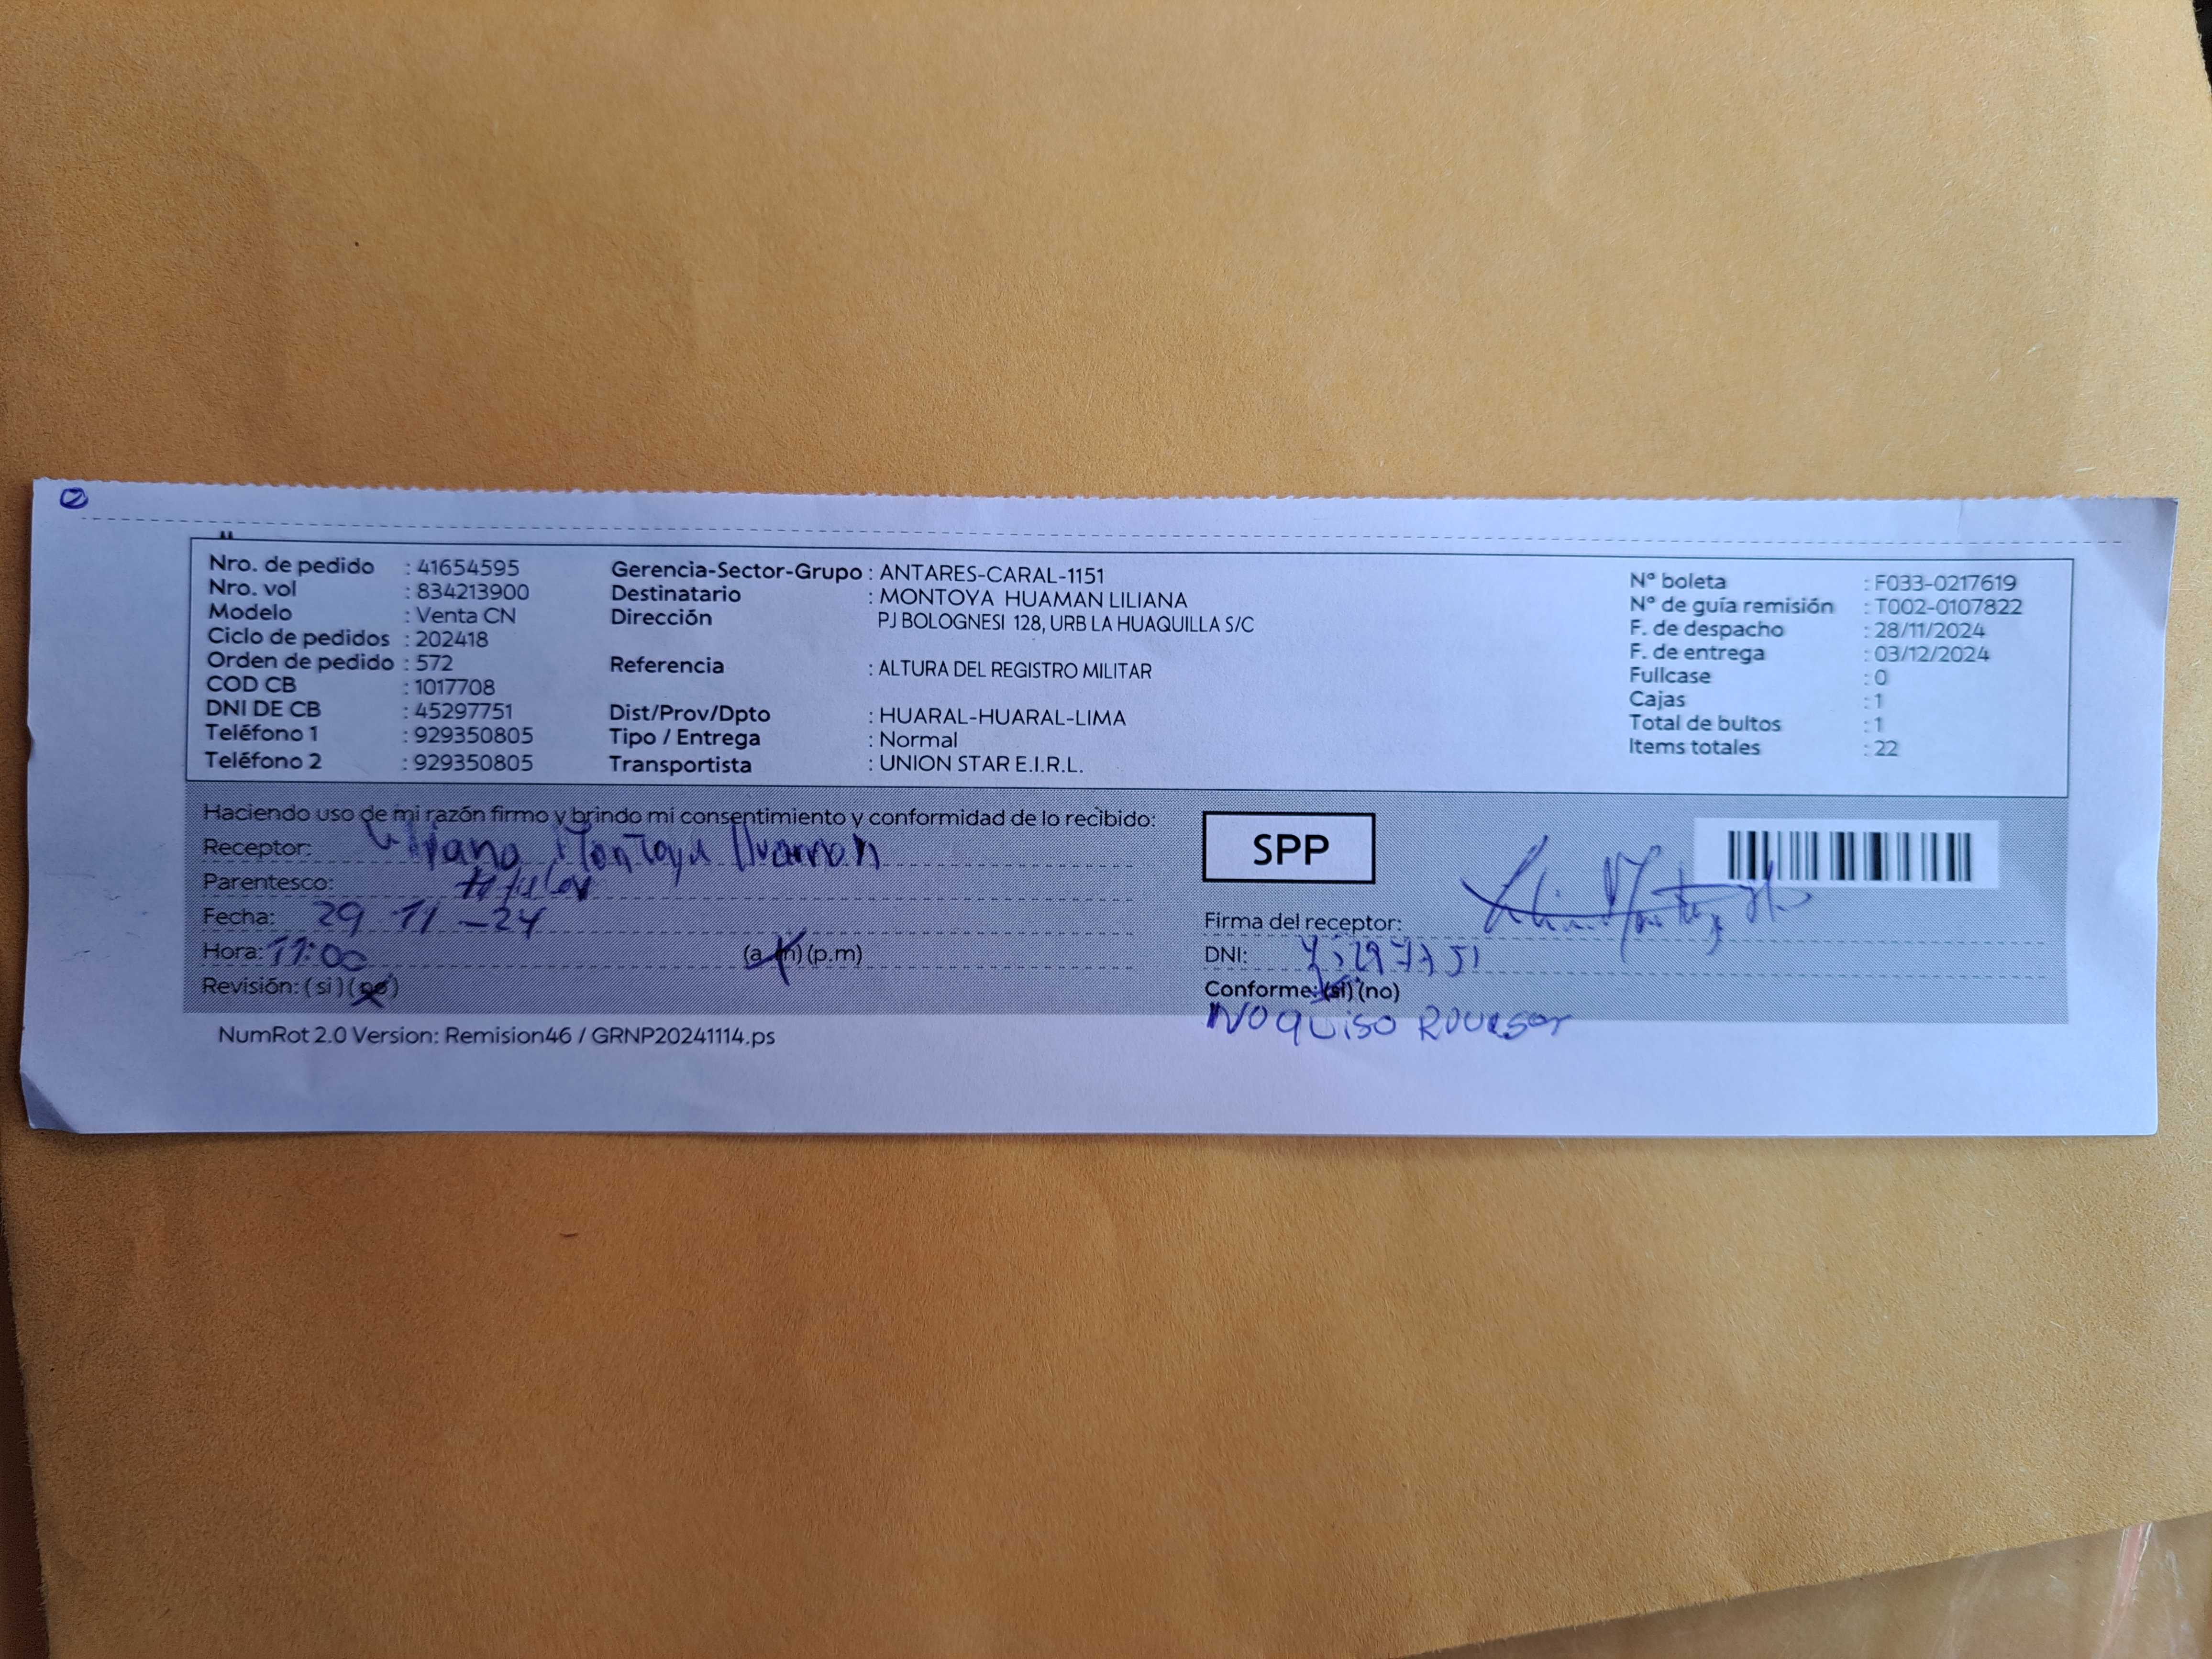 2
Nro. de pedido : 41654595
Nro. vol : 834213900
Modelo : Venta CN
Ciclo de pedidos : 202418
Orden de pedido : 572
COD CB : 1017708
DNI DE CB : 45297751
Teléfono 1 : 929350805
Teléfono 2 : 929350805
Gerencia-Sector-Grupo : ANTARES-CARAL-1151
Destinatario : MONTOYA HUAMAN LILIANA
Dirección PJ BOLOGNESI 128, URB LA HUAQUILLA S/C
Referencia : ALTURA DEL REGISTRO MILITAR
Dist/Prov/Dpto : HUARAL-HUARAL-LIMA
Tipo / Entrega : Normal
Transportista : UNION STAR E.I.R.L.
N° boleta : F033-0217619
N° de guía remisión : T002-0107822
F. de despacho : 28/11/2024
F. de entrega : 03/12/2024
Fullcase : 0
Cajas : 1
Total de bultos : 1
Items totales : 22
Haciendo uso de mi razón firmo y brindo mi consentimiento y conformidad de lo recibido:
Receptor: Liliana Montoya Huaman
Parentesco: titular
Fecha: 29 11 - 24
Hora: 11:00 (a.m) (p.m)
Revisión: (si) (no)
SPP
Firma del receptor:
DNI: 45297751
Conforme: (si) (no)
NO QUISO
NumRot 2.0 Version: Remision46 / GRNP20241114.ps